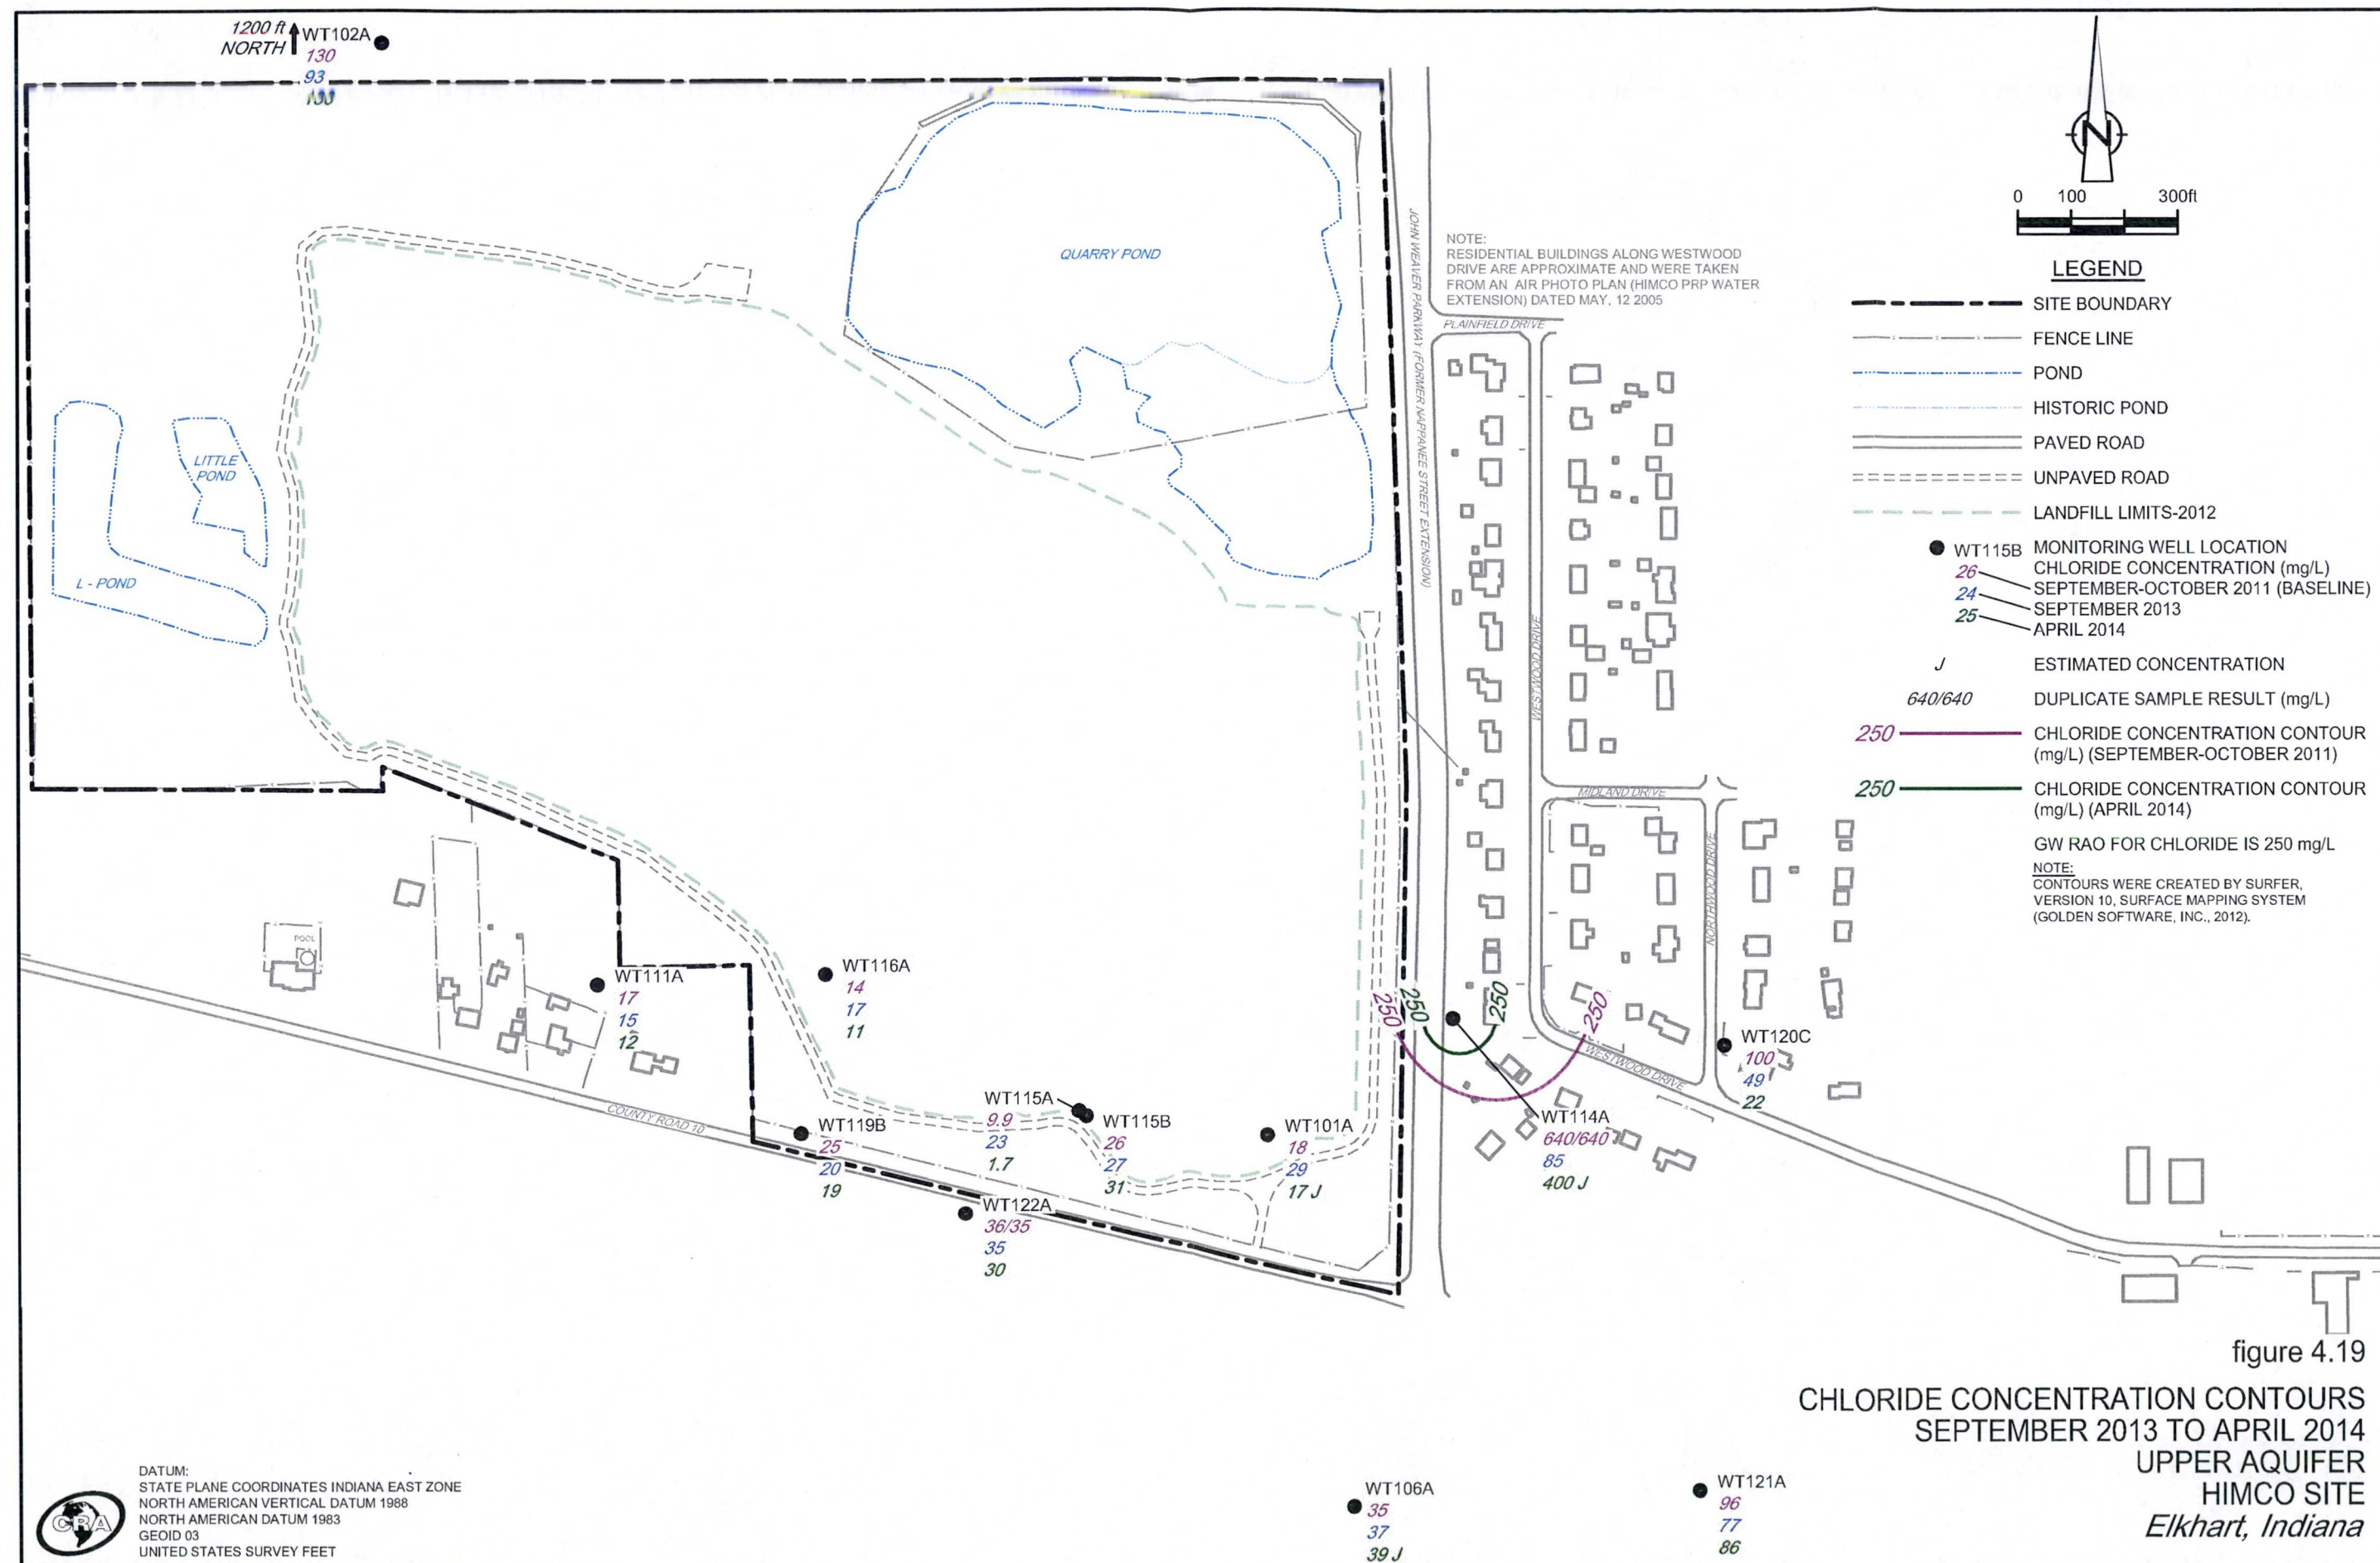 1200 ft
NORTH
WT102A
130
93
QUARRY POND
LITTLE
POND
L - POND
JOHN WEAVER PARKWAY (FORMER NAPPANEE STREET EXTENSION)
NOTE:
RESIDENTIAL BUILDINGS ALONG WESTWOOD
DRIVE ARE APPROXIMATE AND WERE TAKEN
FROM AN AIR PHOTO PLAN (HIMCO PRP WATER
EXTENSION) DATED MAY, 12 2005
PLAINFIELD DRIVE
WESTWOOD DRIVE
MIDLAND DRIVE
NORTHWOOD DRIVE
WESTWOOD DRIVE
N
0 100 300ft
LEGEND
SITE BOUNDARY
FENCE LINE
POND
HISTORIC POND
PAVED ROAD
UNPAVED ROAD
LANDFILL LIMITS-2012
WT115B MONITORING WELL LOCATION
CHLORIDE CONCENTRATION (mg/L)
26 SEPTEMBER-OCTOBER 2011 (BASELINE)
24 SEPTEMBER 2013
25 APRIL 2014
J ESTIMATED CONCENTRATION
640/640 DUPLICATE SAMPLE RESULT (mg/L)
250 CHLORIDE CONCENTRATION CONTOUR
(mg/L) (SEPTEMBER-OCTOBER 2011)
250 CHLORIDE CONCENTRATION CONTOUR
(mg/L) (APRIL 2014)
GW RAO FOR CHLORIDE IS 250 mg/L
NOTE:
CONTOURS WERE CREATED BY SURFER,
VERSION 10, SURFACE MAPPING SYSTEM
(GOLDEN SOFTWARE, INC., 2012).
POOL
COUNTY ROAD 10
WT111A
17
15
12
WT116A
14
17
11
WT119B
25
20
19
WT115A
9.9
23
1.7
WT115B
26
27
31
WT122A
36/35
35
30
WT101A
18
29
17 J
250
250
250
250
WT114A
640/640
85
400 J
WT120C
100
49
22
WT106A
35
37
39 J
WT121A
96
77
86
figure 4.19
CHLORIDE CONCENTRATION CONTOURS
SEPTEMBER 2013 TO APRIL 2014
UPPER AQUIFER
HIMCO SITE
Elkhart, Indiana
CRA
DATUM:
STATE PLANE COORDINATES INDIANA EAST ZONE
NORTH AMERICAN VERTICAL DATUM 1988
NORTH AMERICAN DATUM 1983
GEOID 03
UNITED STATES SURVEY FEET